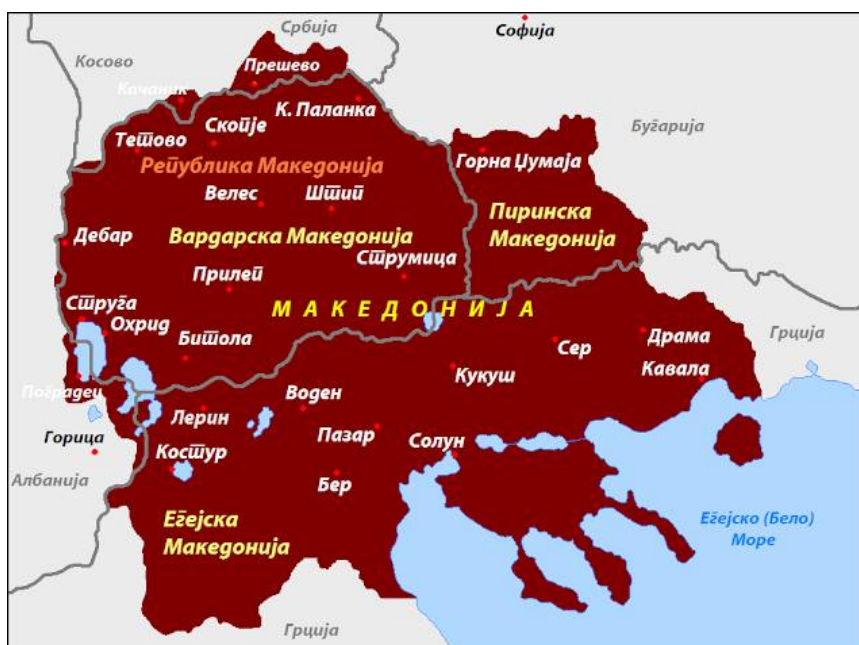 Србија
Софија
Косово
Прешево
Качаник
К. Паланка
Скопје
Тетово
Бугарија
Горна Џумаја
Република Македонија
Велес
Штип
Пиринска
Македонија
Дебар
Вардарска Македонија
Струмица
Прилеп
МАКЕДОНИЈА
Струга
Охрид
Битола
Сер
Драма
Грција
Кукуш
Кавала
Поградец
Воден
Лерин
Пазар
Солун
Горица
Костур
Албанија
Бер
Егејска
Македонија
Егејско (Бело)
Море
Грција